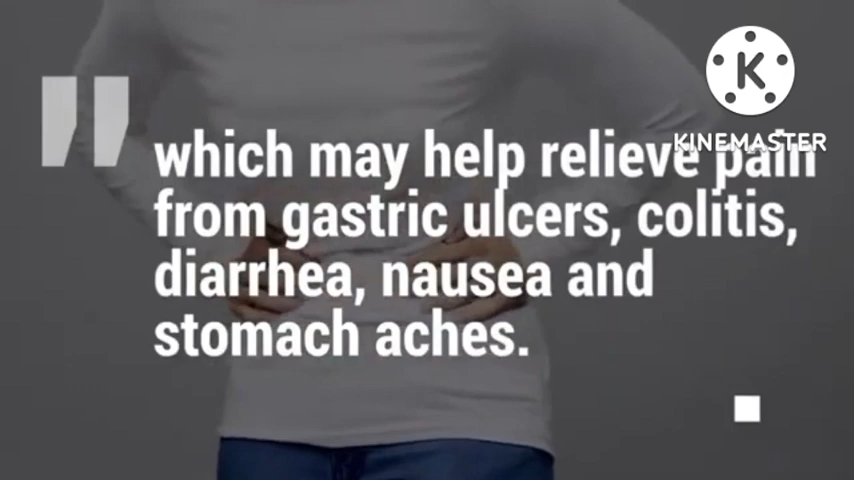 K
KINEMASTER
which may help relieve pain
from gastric ulcers, colitis,
diarrhea, nausea and
stomach aches.